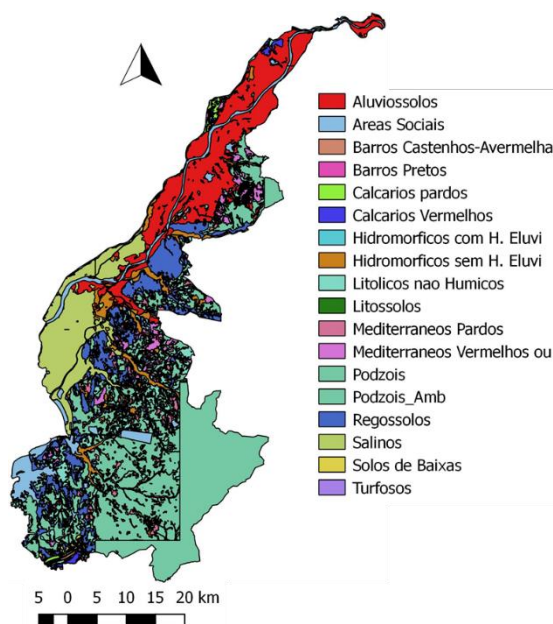 Aluviossolos
Areas Sociais
Barros Castenhos-Avermelha
Barros Pretos
Calcarios pardos
Calcarios Vermelhos
Hidromorficos com H. Eluvi
Hidromorficos sem H. Eluvi
Litolicos nao Humicos
Litossolos
Mediterraneos Pardos
Mediterraneos Vermelhos ou
Podzois
Podzois_Amb
Regossolos
Salinos
Solos de Baixas
Turfosos
5 0 5 10 15 20 km